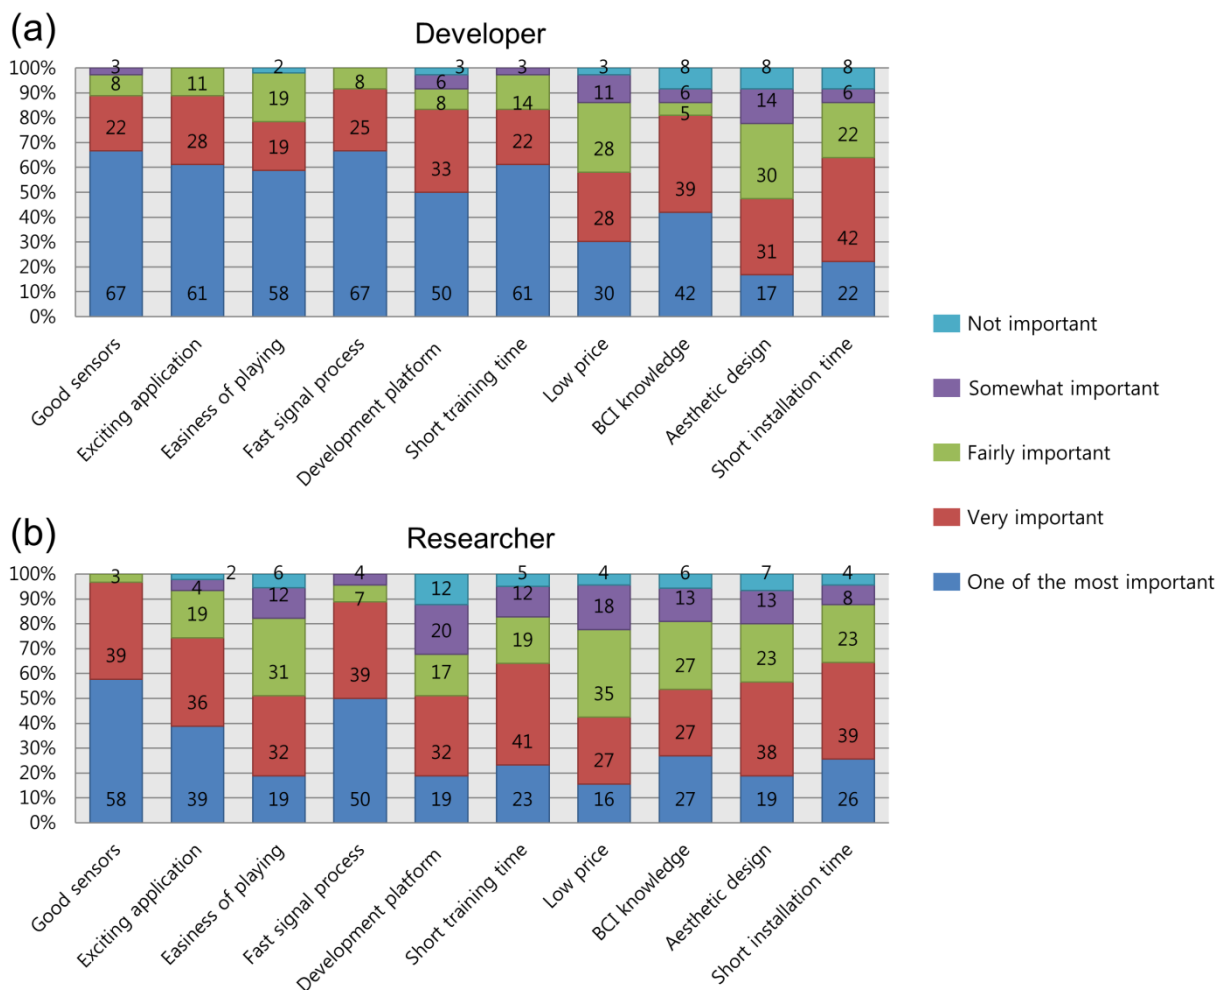 (a)
Developer
100%
90%
80%
70%
60%
50%
40%
30%
20%
10%
0%
3 2 3 3 3 8 8 8
8 11 19 8 6 14 11 6 14 6
8 28 5 30 22
22 28 19 25 33 22 28 39 31 42
67 61 58 67 50 61 30 42 17 22
Good sensors
Exciting application
Easiness of playing
Fast signal process
Development platform
Short training time
Low price
BCI knowledge
Aesthetic design
Short installation time
Not important
Somewhat important
Fairly important
Very important
One of the most important
(b)
Researcher
100%
90%
80%
70%
60%
50%
40%
30%
20%
10%
0%
3 2 6 4 12 5 4 6 7 4
4 12 7 20 12 18 13 13 8
19 31 17 19 35 27 23 23
39 36 32 39 32 41 27 27 38 39
58 39 19 50 19 23 16 27 19 26
Good sensors
Exciting application
Easiness of playing
Fast signal process
Development platform
Short training time
Low price
BCI knowledge
Aesthetic design
Short installation time